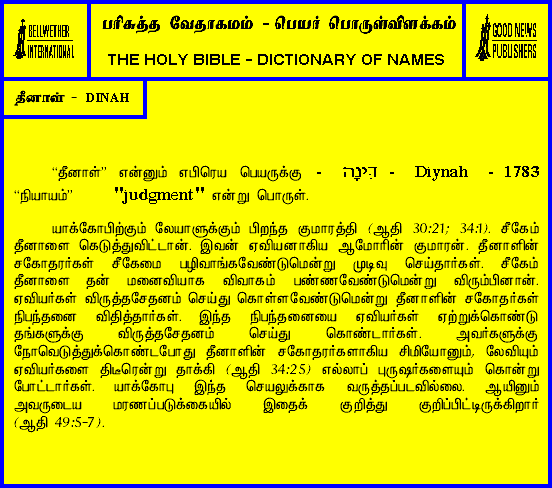 BELLWETHER
INTERNATIONAL
பரிசுத்த வேதாகமம் - பெயர் பொருள்விளக்கம்
THE HOLY BIBLE - DICTIONARY OF NAMES
GOOD NEWS
PUBLISHERS
தீனாள் - DINAH
“தீனாள்” என்னும் எபிரெய பெயருக்கு - דִּינָה - Diynah - 1783
“நியாயம்” "judgment" என்று பொருள்.
யாக்கோபிற்கும் லேயாளுக்கும் பிறந்த குமாரத்தி (ஆதி 30:21; 34:1). சீகேம்
தீனாளை கெடுத்துவிட்டான். இவன் ஏவியனாகிய ஆமோரின் குமாரன். தீனாளின்
சகோதரர்கள் சீகேமை பழிவாங்கவேண்டுமென்று முடிவு செய்தார்கள். சீகேம்
தீனாளை தன் மனைவியாக விவாகம் பண்ணவேண்டுமென்று விரும்பினான்.
ஏவியர்கள் விருத்தசேதனம் செய்து கொள்ளவேண்டுமென்று தீனாளின் சகோதர்கள்
நிபந்தனை விதித்தார்கள். இந்த நிபந்தனையை ஏவியர்கள் ஏற்றுக்கொண்டு
தங்களுக்கு விருத்தசேதனம் செய்து கொண்டார்கள். அவர்களுக்கு
நோவெடுத்துக்கொண்டபோது தீனாளின் சகோதரர்களாகிய சிமியோனும், லேவியும்
ஏவியர்களை திடீரென்று தாக்கி (ஆதி 34:25) எல்லாப் புருஷர்களையும் கொன்று
போட்டார்கள். யாக்கோபு இந்த செயலுக்காக வருத்தப்படவில்லை. ஆயினும்
அவருடைய மரணப்படுக்கையில் இதைக் குறித்து குறிப்பிட்டிருக்கிறார்
(ஆதி 49:5-7).